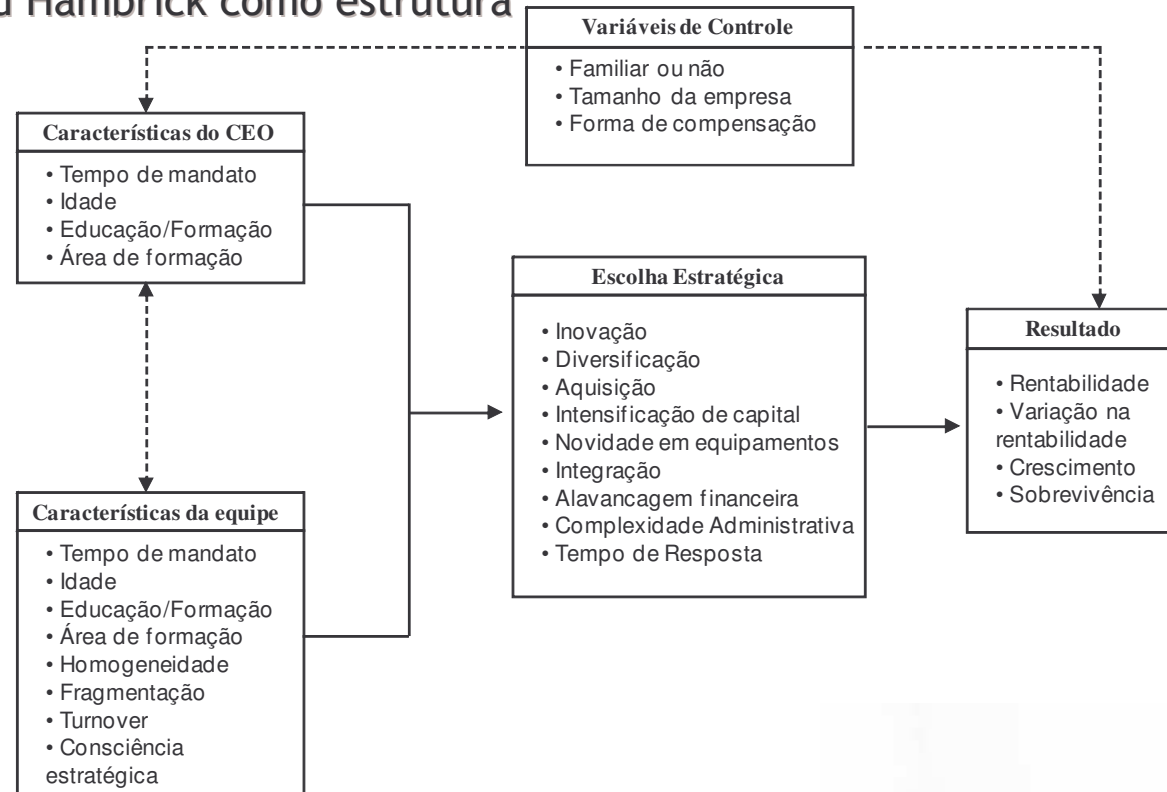 Hambrick como estrutura
Variáveis de Controle
• Familiar ou não
• Tamanho da empresa
• Forma de compensação
Características do CEO
• Tempo de mandato
• Idade
• Educação/Formação
• Área de formação
Escolha Estratégica
• Inovação
• Diversificação
• Aquisição
• Intensificação de capital
• Novidade em equipamentos
• Integração
• Alavancagem financeira
• Complexidade Administrativa
• Tempo de Resposta
Resultado
• Rentabilidade
• Variação na
rentabilidade
• Crescimento
• Sobrevivência
Características da equipe
• Tempo de mandato
• Idade
• Educação/Formação
• Área de formação
• Homogeneidade
• Fragmentação
• Turnover
• Consciência
estratégica